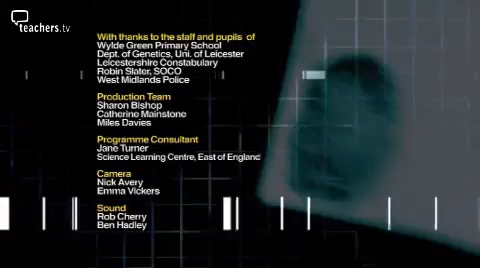 teachers.tv
With thanks to the staff and pupils of
Wylde Green Primary School
Dept. of Genetics, Uni. of Leicester
Leicestershire Constabulary
Robin Slater, SOCO
West Midlands Police
Production Team
Sharon Bishop
Catherine Mainstone
Miles Davies
Programme Consultant
Jane Turner
Science Learning Centre, East of England
Camera
Nick Avery
Emma Vickers
Sound
Rob Cherry
Ben Hadley